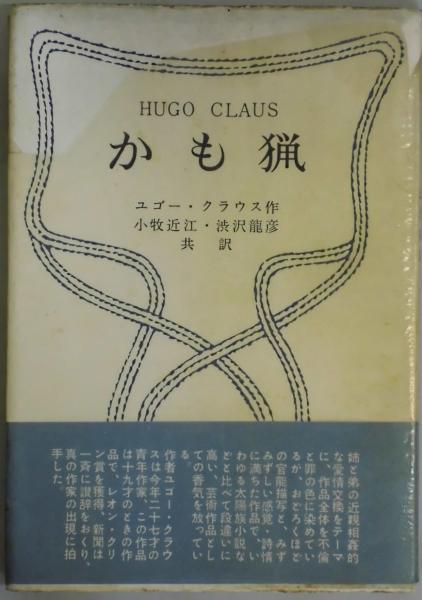 HUGO CLAUS
かも猟
ユゴー・クラウス作
小牧近江・渋沢龍彦
共訳
姉と弟の近親相姦的
な愛情交換をテーマ
に、作品全体を不倫
と罪の色に染めてい
るが、おどろくほど
の官能描写と、みず
みずしい感覚、詩情
に満ちた作品で、い
わゆる太陽族小説な
どと比べて段違いに
高い、芸術作品とし
ての香気を放ってい
る。
作者ユゴー・クラウ
スは今年二十七才の
青年作家、この作品
は十九才のときの作
品で、レオン・クリ
ン賞を獲得、新聞は
一斉に讃辞をおくり、
真の作家の出現に拍
手した。